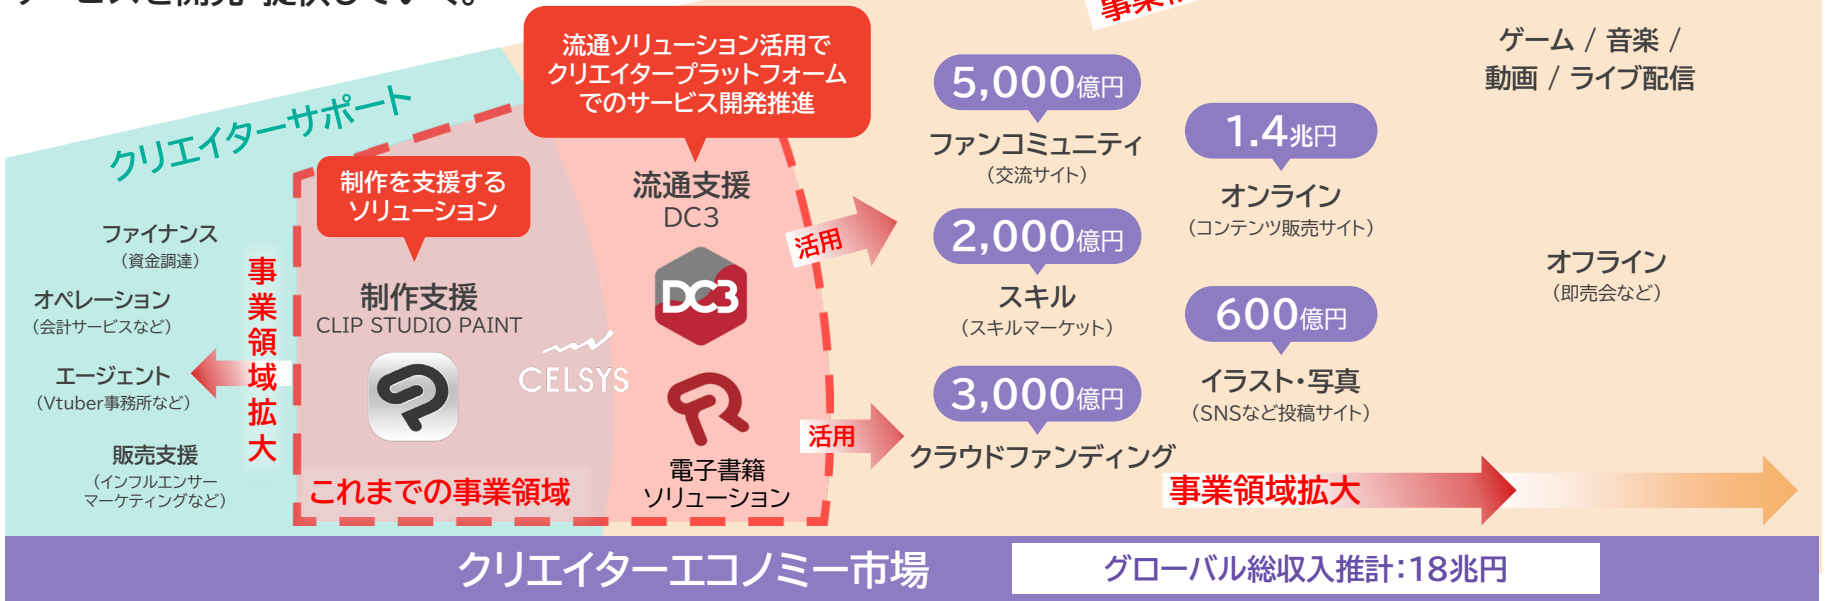 クリエイターサポート
流通ソリューション活用で
クリエイタープラットフォーム
でのサービス開発推進
制作を支援する
ソリューション
ファイナンス
(資金調達)
オペレーション
(会計サービスなど)
エージェント
(Vtuber事務所など)
販売支援
(インフルエンサー
マーケティングなど)
事業領域拡大
制作支援
CLIP STUDIO PAINT
CELSYS
これまでの事業領域
流通支援
DC3
DC3
電子書籍
ソリューション
活用
活用
5,000億円
ファンコミュニティ
(交流サイト)
2,000億円
スキル
(スキルマーケット)
3,000億円
クラウドファンディング
1.4兆円
オンライン
(コンテンツ販売サイト)
600億円
イラスト・写真
(SNSなど投稿サイト)
ゲーム / 音楽 /
動画 / ライブ配信
オフライン
(即売会など)
事業領域拡大
クリエイターエコノミー市場
グローバル総収入推計:18兆円